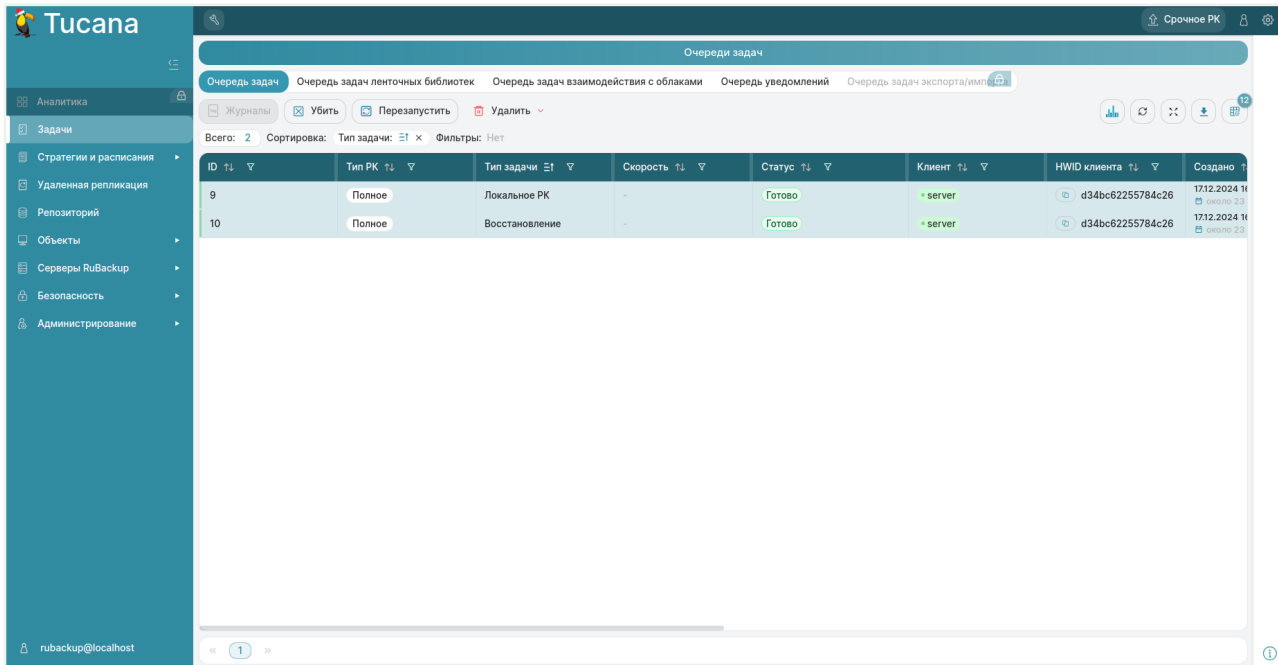 Tucana
Срочное РК
Очереди задач
Очередь задач Очередь задач ленточных библиотек Очередь задач взаимодействия с облаками Очередь уведомлений Очередь задач экспорта/импорта
Журналы Убить Перезапустить Удалить 12
Всего: 2 Сортировка: Тип задачи: Фильтры: Нет
ID Тип РК Тип задачи Скорость Статус Клиент HWID клиента Создано
9 Полное Локальное РК - Готово server d34bc62255784c26 17.12.2024 16
около 23
10 Полное Восстановление - Готово server d34bc62255784c26 17.12.2024 16
около 23
Аналитика
Задачи
Стратегии и расписания
Удаленная репликация
Репозиторий
Объекты
Серверы RuBackup
Безопасность
Администрирование
rubackup@localhost
« 1 »